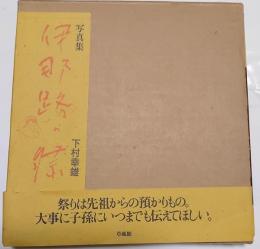 写真集
伊那路の祭
下村幸雄
祭りは先祖からの預かりもの。
大事に子孫にいつまでも伝えてほしい。